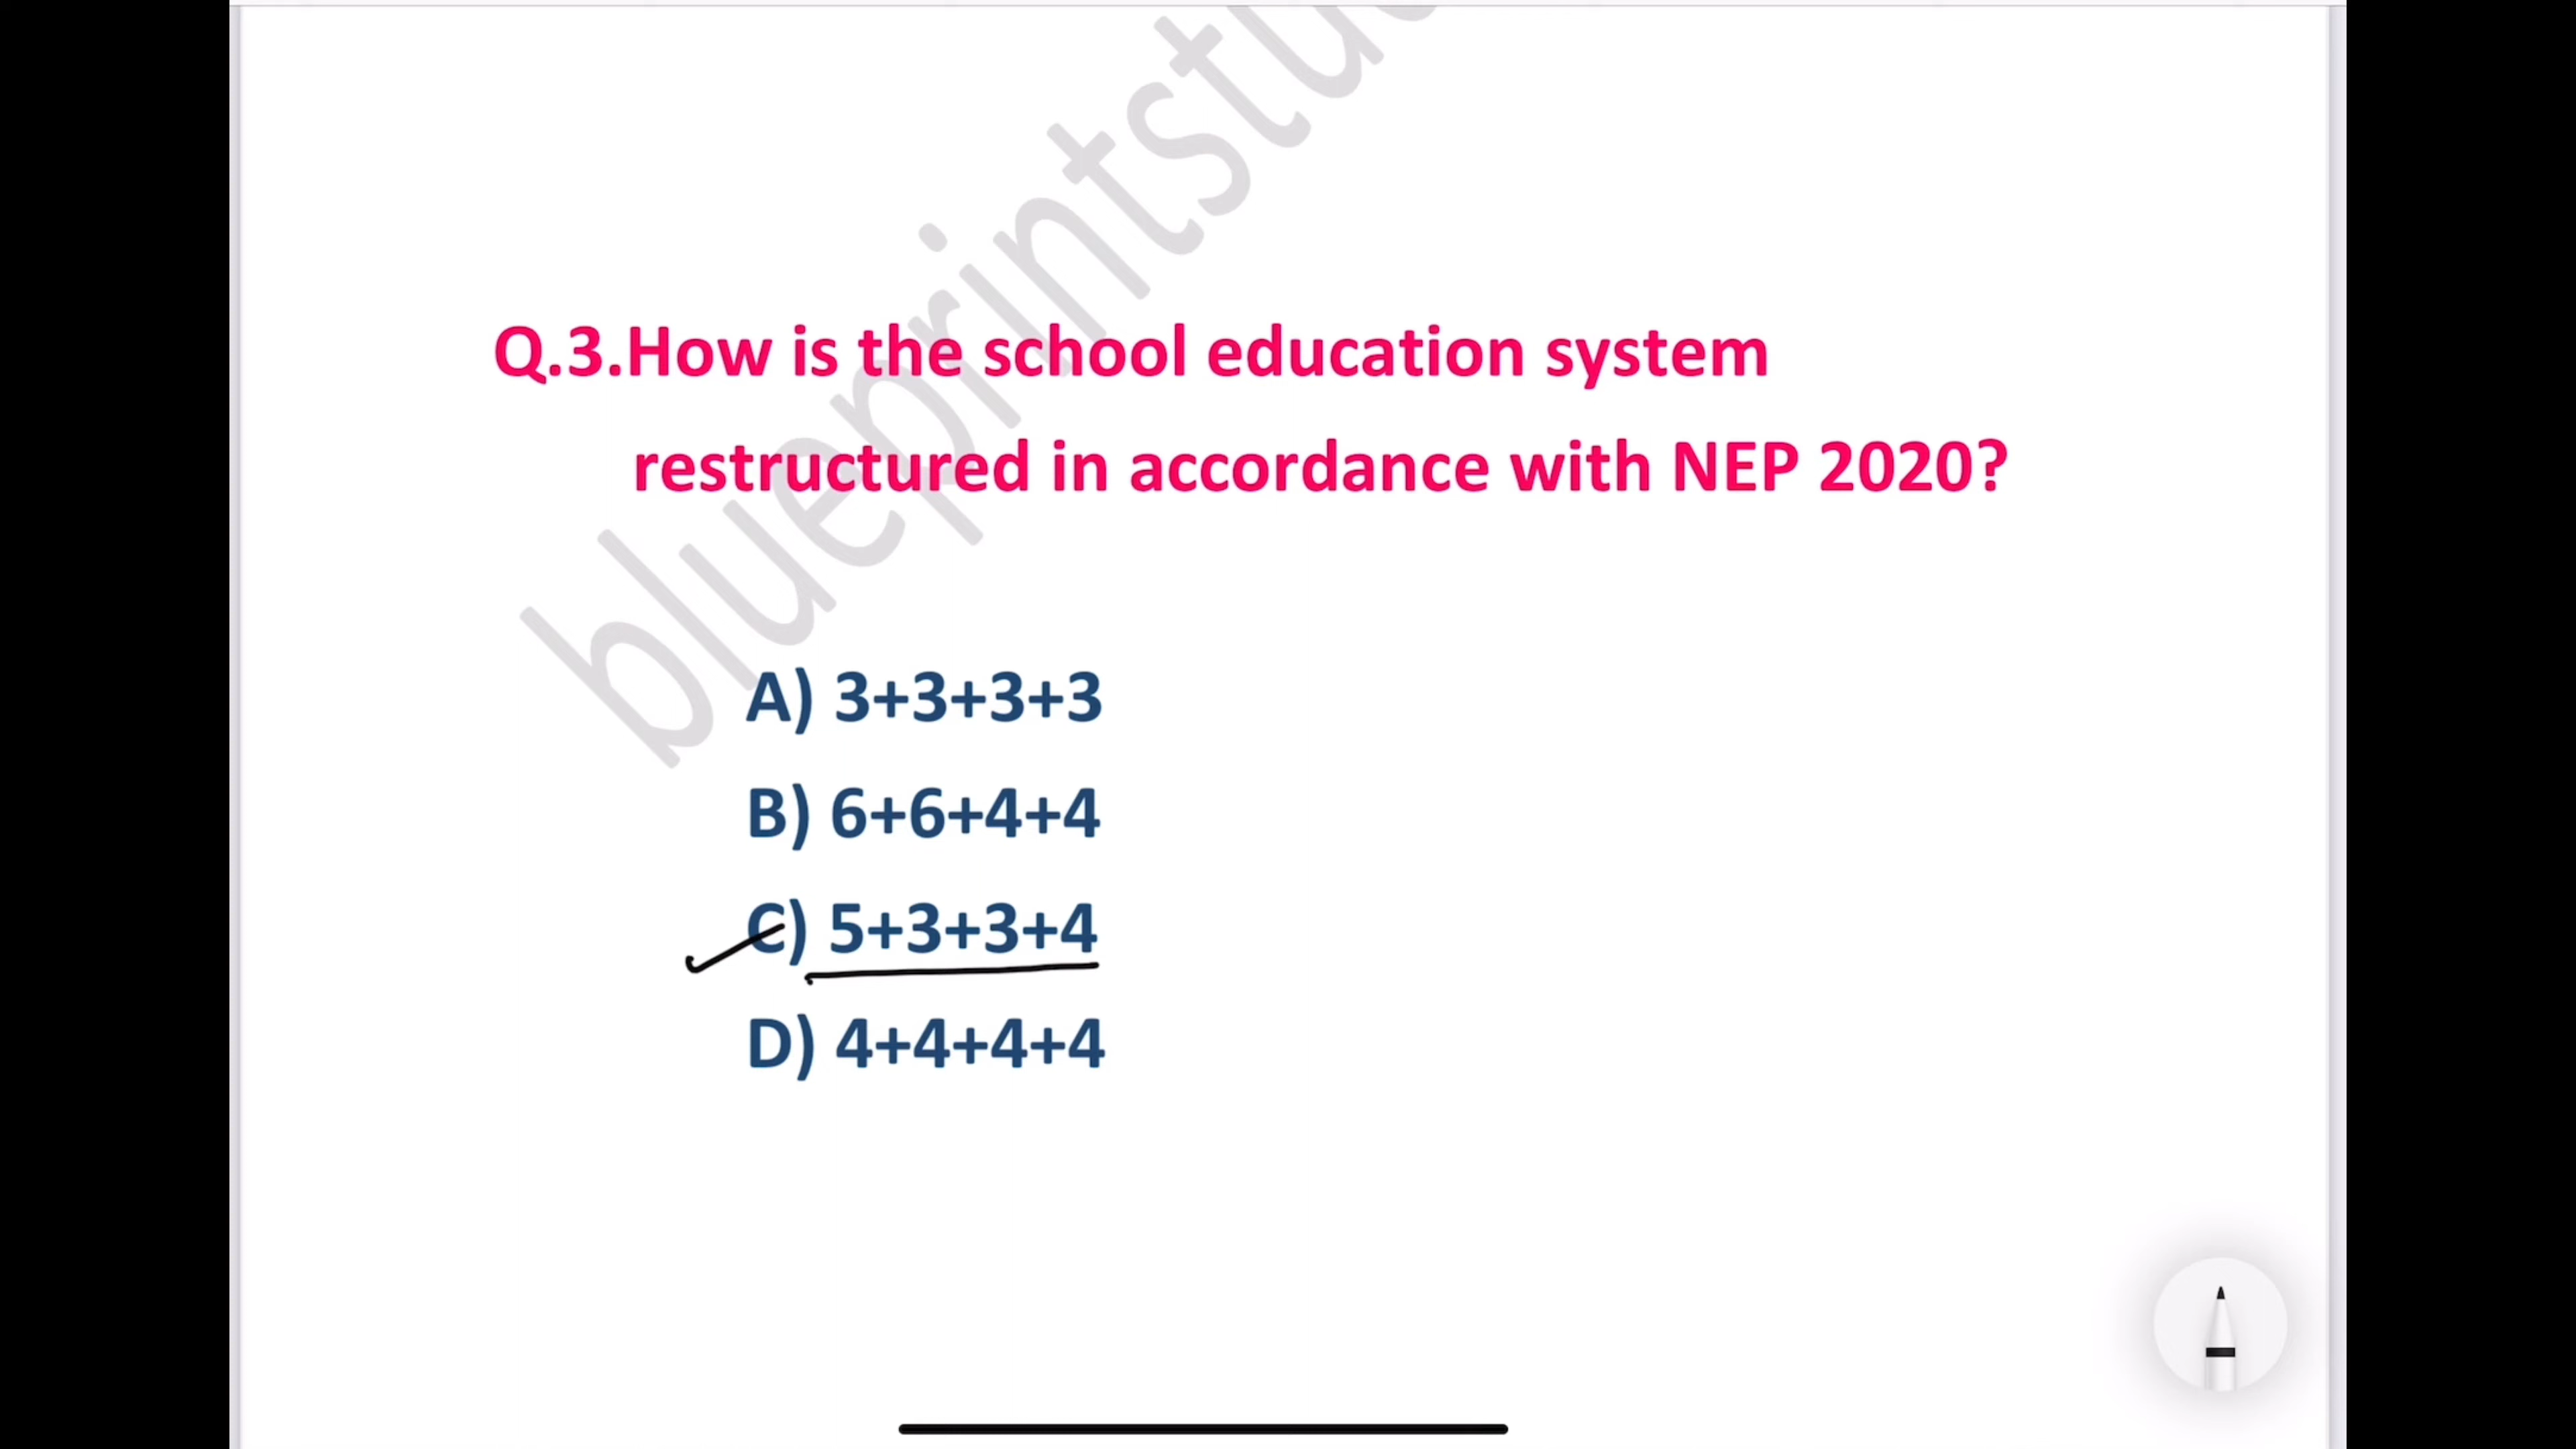 Q.3.How is the school education system
restructured in accordance with NEP 2020?
A) 3+3+3+3
B) 6+6+4+4
C) 5+3+3+4
D) 4+4+4+4